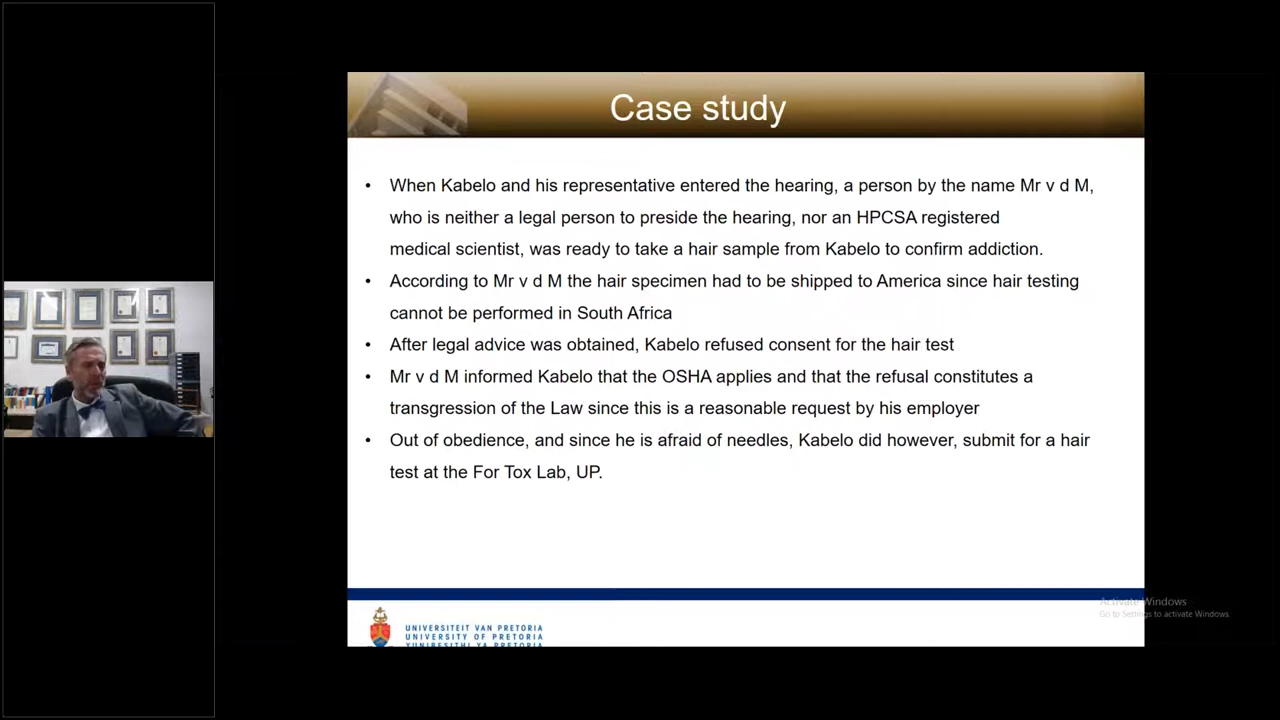 Case study
• When Kabelo and his representative entered the hearing, a person by the name Mr v d M,
who is neither a legal person to preside the hearing, nor an HPCSA registered
medical scientist, was ready to take a hair sample from Kabelo to confirm addiction.
• According to Mr v d M the hair specimen had to be shipped to America since hair testing
cannot be performed in South Africa
• After legal advice was obtained, Kabelo refused consent for the hair test
• Mr v d M informed Kabelo that the OSHA applies and that the refusal constitutes a
transgression of the Law since this is a reasonable request by his employer
• Out of obedience, and since he is afraid of needles, Kabelo did however, submit for a hair
test at the For Tox Lab, UP.
Activate Windows
Go to Settings to activate Windows.
UNIVERSITEIT VAN PRETORIA
UNIVERSITY OF PRETORIA
YUNIBESITHI YA PRETORIA